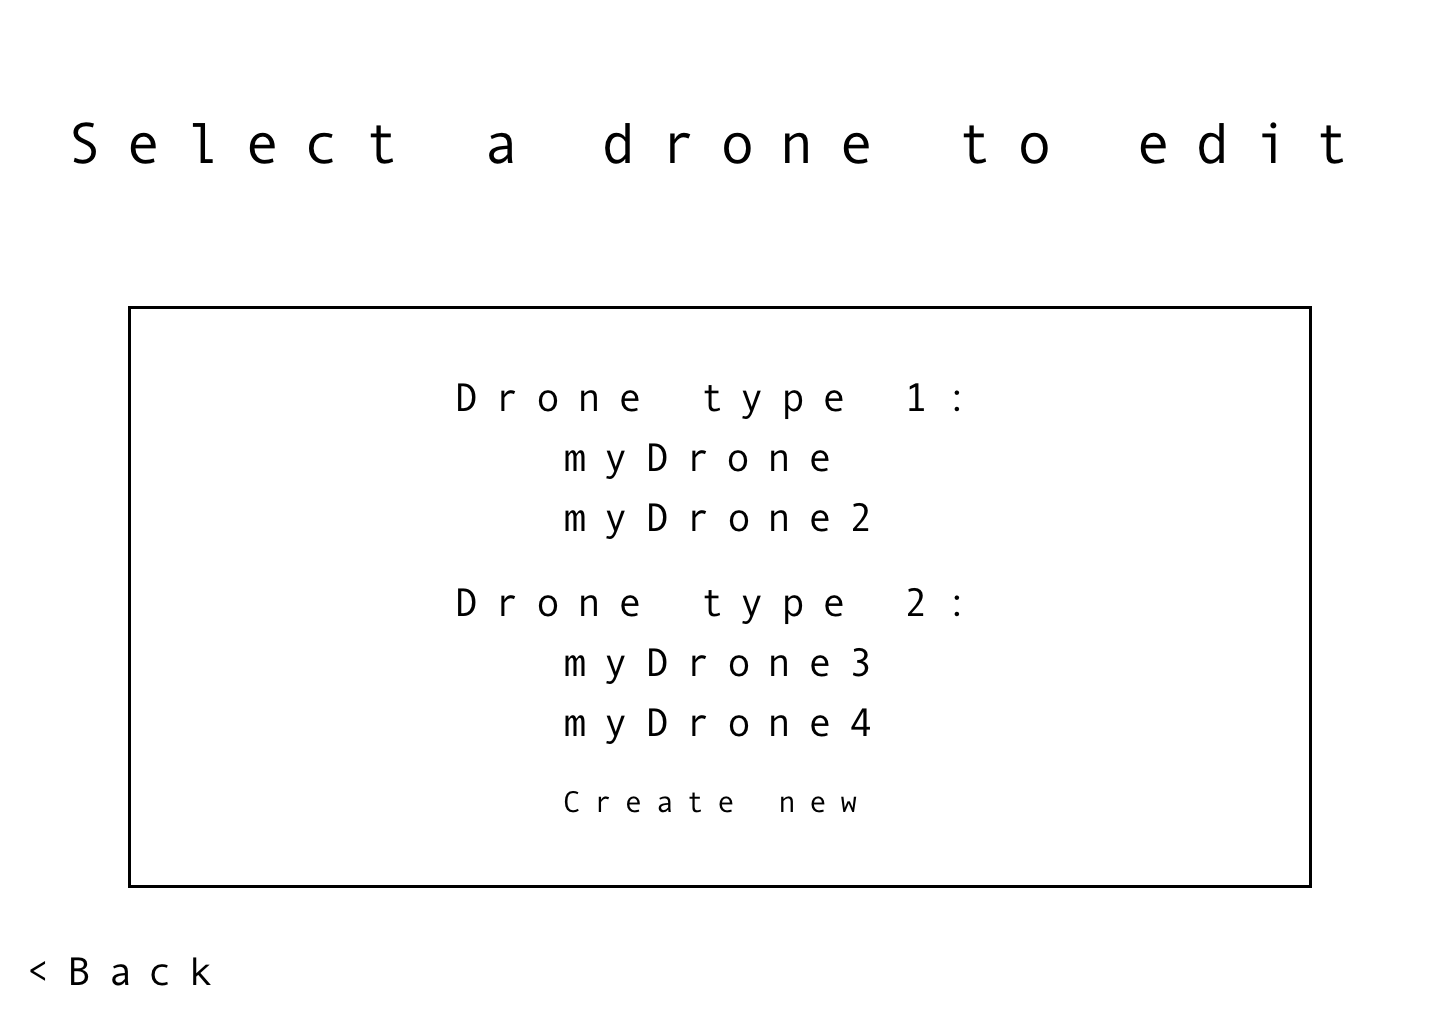 Select a drone to edit
Drone type 1:
myDrone
myDrone2
Drone type 2:
myDrone3
myDrone4
Create new
<Back